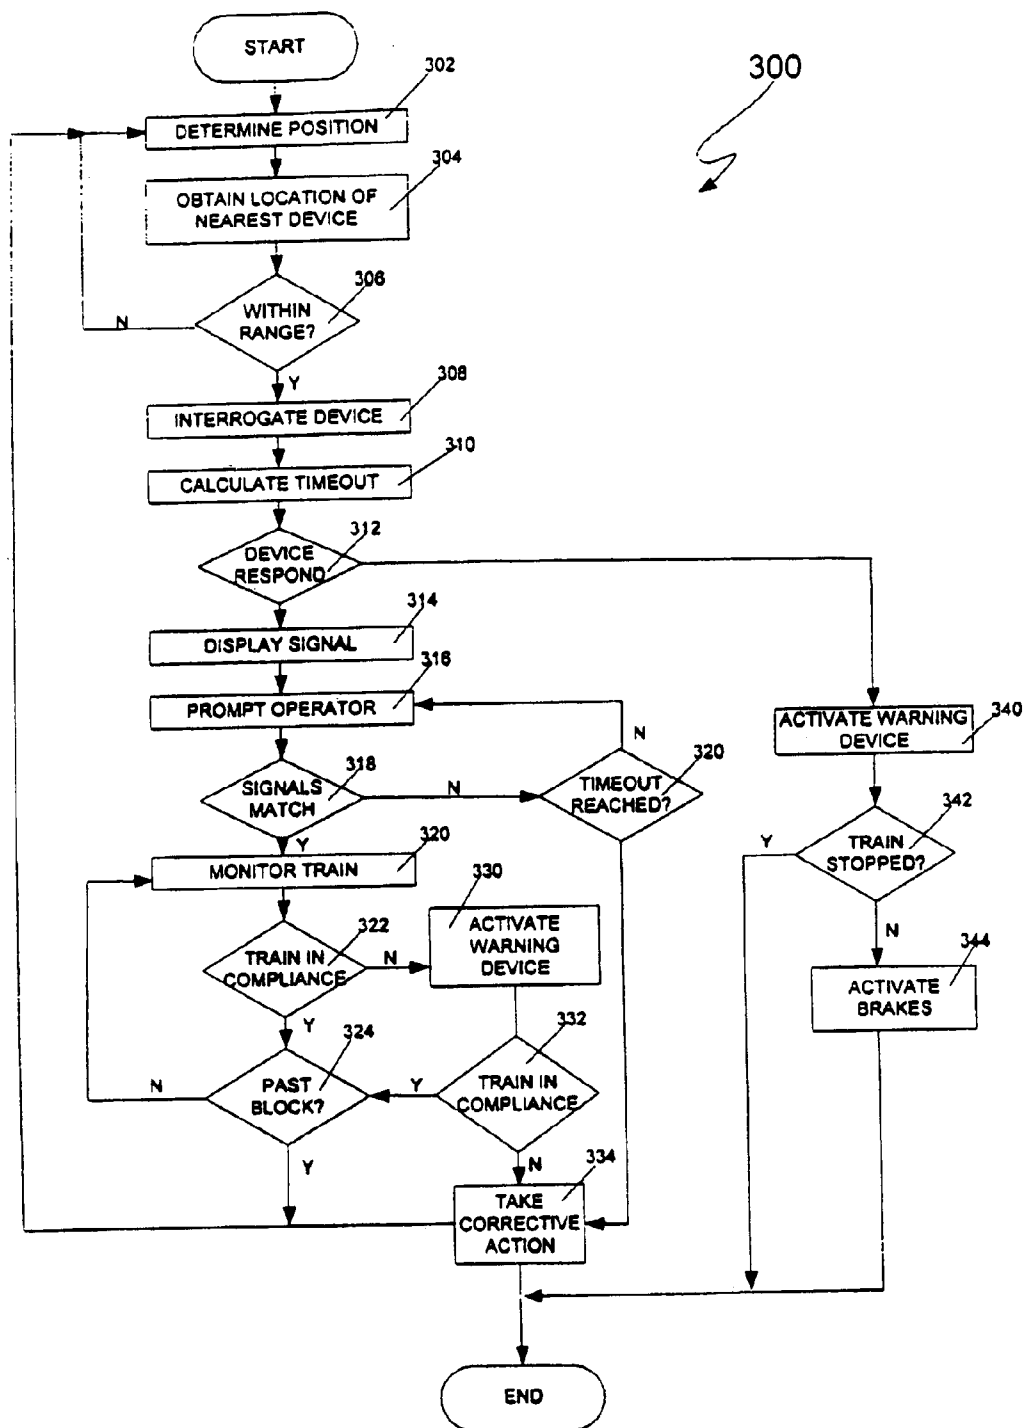 START
300
302
DETERMINE POSITION
304
OBTAIN LOCATION OF
NEAREST DEVICE
306
WITHIN
RANGE?
N
Y
308
INTERROGATE DEVICE
310
CALCULATE TIMEOUT
312
DEVICE
RESPOND
314
DISPLAY SIGNAL
316
PROMPT OPERATOR
318
SIGNALS
MATCH
N
Y
N
320
TIMEOUT
REACHED?
340
ACTIVATE WARNING
DEVICE
342
TRAIN
STOPPED?
Y
N
344
ACTIVATE
BRAKES
320
MONITOR TRAIN
322
TRAIN IN
COMPLIANCE
N
Y
330
ACTIVATE
WARNING
DEVICE
324
PAST
BLOCK?
N
Y
332
TRAIN IN
COMPLIANCE
Y
N
334
TAKE
CORRECTIVE
ACTION
END